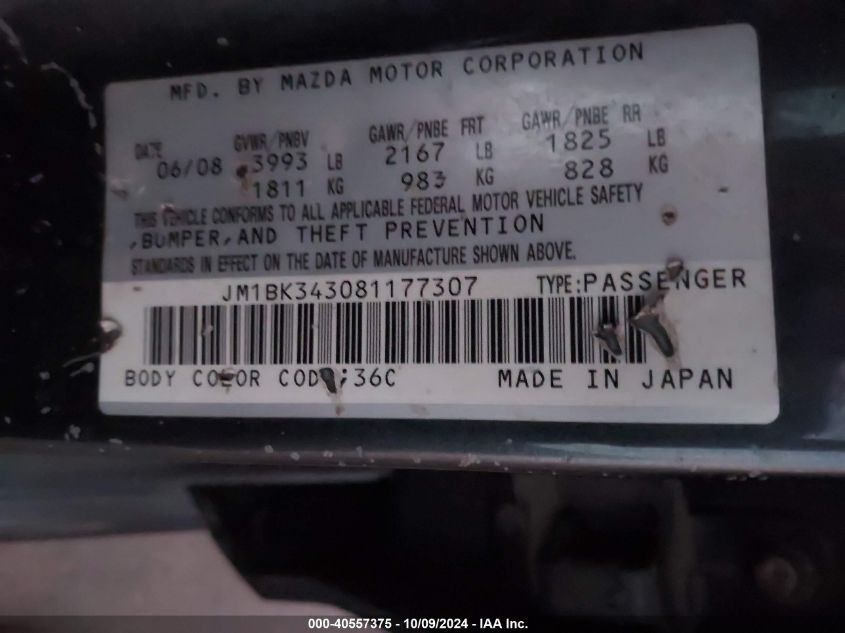 MFD. BY MAZDA MOTOR CORPORATION
DATE GVWR/PNBV GAWR/PNBE FRT GAWR/PNBE RR
06/08 3993 LB 2167 LB 1825 LB
1811 KG 983 KG 828 KG
THIS VEHICLE CONFORMS TO ALL APPLICABLE FEDERAL MOTOR VEHICLE SAFETY
,BUMPER,AND THEFT PREVENTION
STANDARDS IN EFFECT ON THE DATE OF MANUFACTURE SHOWN ABOVE.
JM1BK343081177307 TYPE:PASSENGER
BODY COLOR CODE:36C MADE IN JAPAN
000-40557375 - 10/09/2024 - IAA Inc.